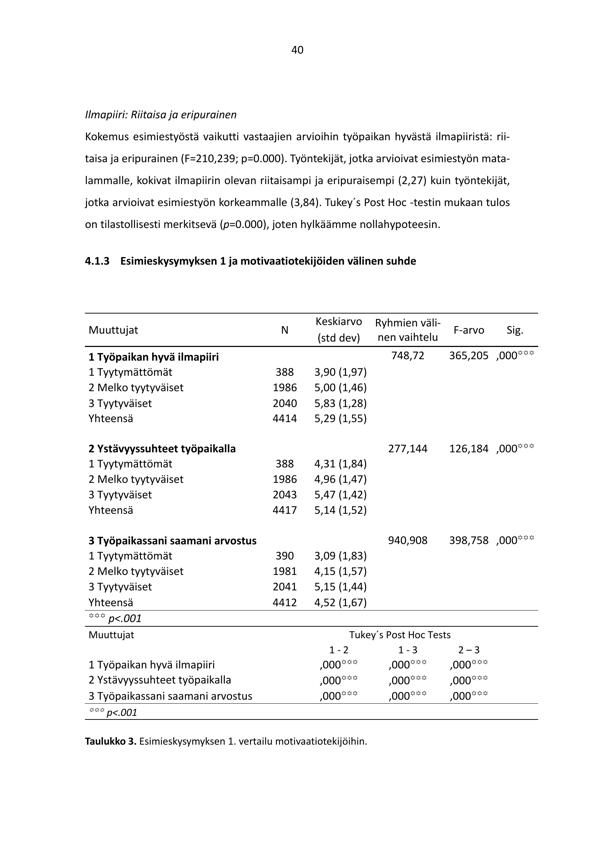 40
Ilmapiiri: Riitaisa ja eripurainen
Kokemus esimiestyöstä vaikutti vastaajien arvioihin työpaikan hyvästä ilmapiiristä: rii-
taisa ja eripurainen (F=210,239; p=0.000). Työntekijät, jotka arvioivat esimiestyön mata-
lammalle, kokivat ilmapiirin olevan riitaisampi ja eripuraisempi (2,27) kuin työntekijät,
jotka arvioivat esimiestyön korkeammalle (3,84). Tukey´s Post Hoc -testin mukaan tulos
on tilastollisesti merkitsevä (p=0.000), joten hylkäämme nollahypoteesin.
4.1.3 Esimieskysymyksen 1 ja motivaatiotekijöiden välinen suhde
Muuttujat N Keskiarvo (std dev) Ryhmien väli-nen vaihtelu F-arvo Sig.
1 Työpaikan hyvä ilmapiiri 748,72 365,205 ,000***
1 Tyytymättömät 388 3,90 (1,97)
2 Melko tyytyväiset 1986 5,00 (1,46)
3 Tyytyväiset 2040 5,83 (1,28)
Yhteensä 4414 5,29 (1,55)
2 Ystävyyssuhteet työpaikalla 277,144 126,184 ,000***
1 Tyytymättömät 388 4,31 (1,84)
2 Melko tyytyväiset 1986 4,96 (1,47)
3 Tyytyväiset 2043 5,47 (1,42)
Yhteensä 4417 5,14 (1,52)
3 Työpaikassani saamani arvostus 940,908 398,758 ,000***
1 Tyytymättömät 390 3,09 (1,83)
2 Melko tyytyväiset 1981 4,15 (1,57)
3 Tyytyväiset 2041 5,15 (1,44)
Yhteensä 4412 4,52 (1,67)
*** p<.001
Muuttujat Tukey´s Post Hoc Tests
1 - 2 1 - 3 2 – 3
1 Työpaikan hyvä ilmapiiri ,000*** ,000*** ,000***
2 Ystävyyssuhteet työpaikalla ,000*** ,000*** ,000***
3 Työpaikassani saamani arvostus ,000*** ,000*** ,000***
*** p<.001
Taulukko 3. Esimieskysymyksen 1. vertailu motivaatiotekijöihin.